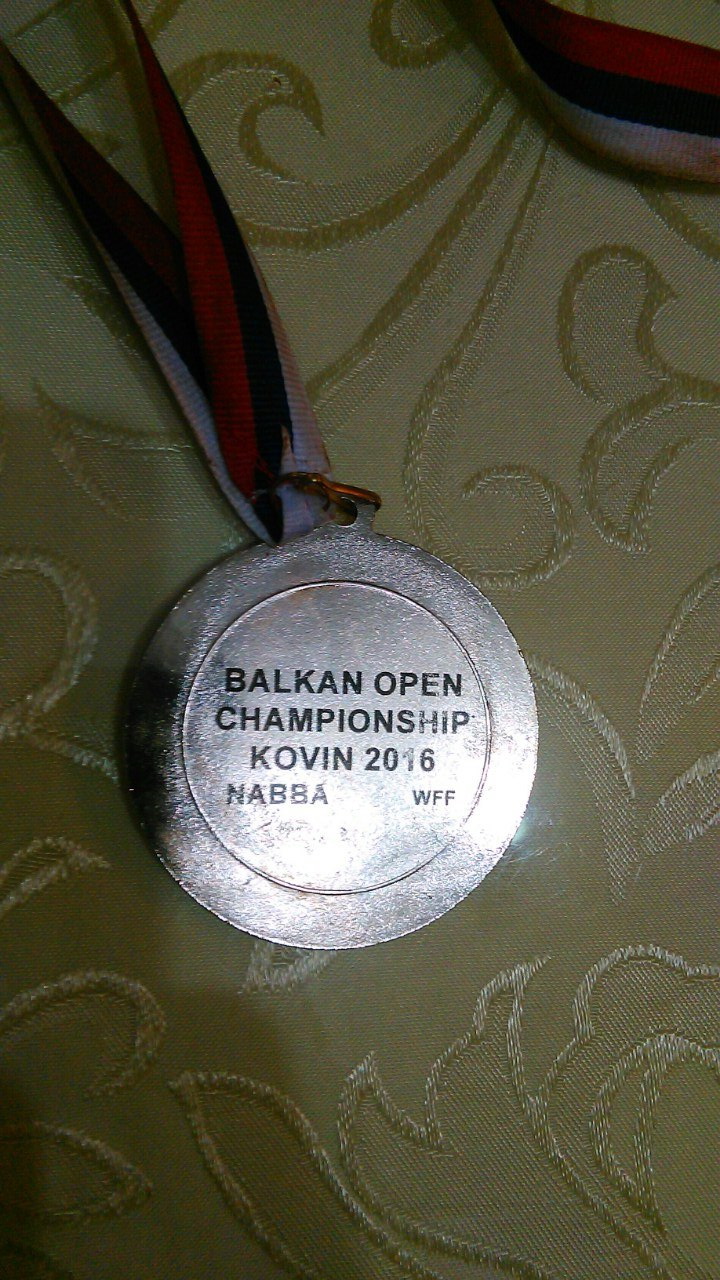 BALKAN OPEN
CHAMPIONSHIP
KOVIN 2016
NABBA WFF